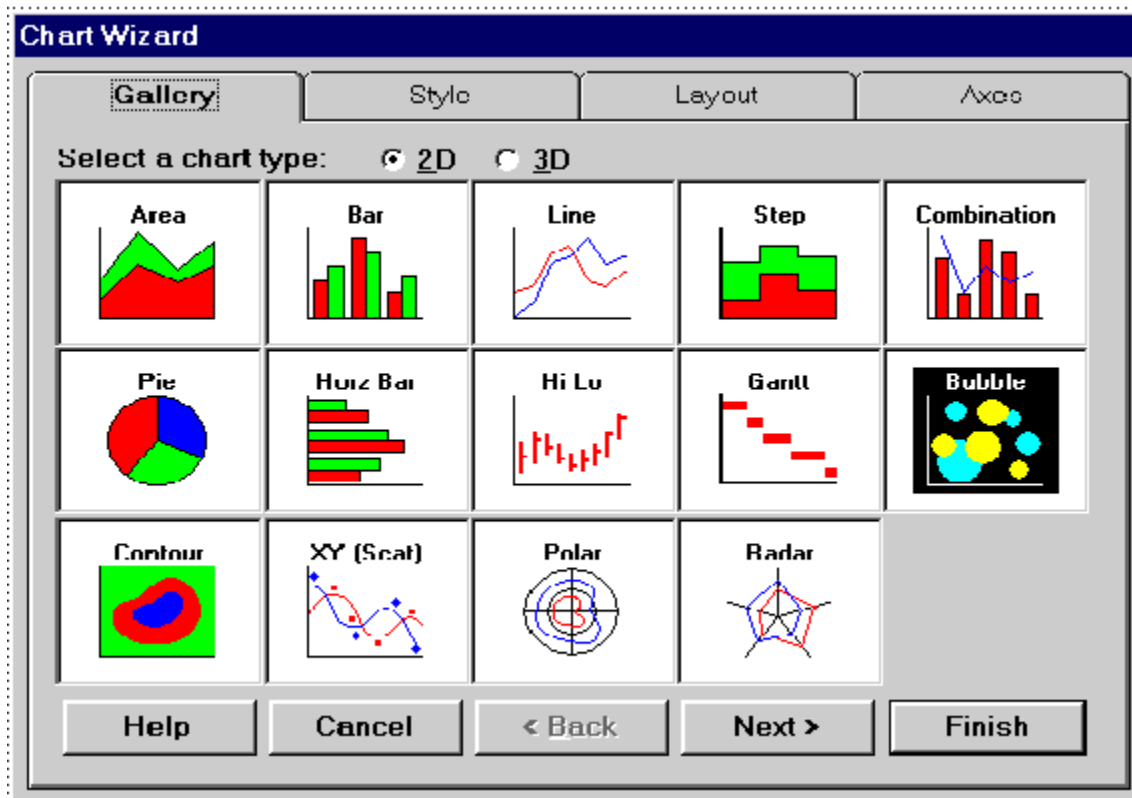 Chart Wizard
Gallery Style Layout Axes
Select a chart type: 2D 3D
Area Bar Line Step Combination
Pie Horz Bar Hi Lo Gantt Bubble
Contour XY (Scat) Polar Radar
Help Cancel < Back Next > Finish